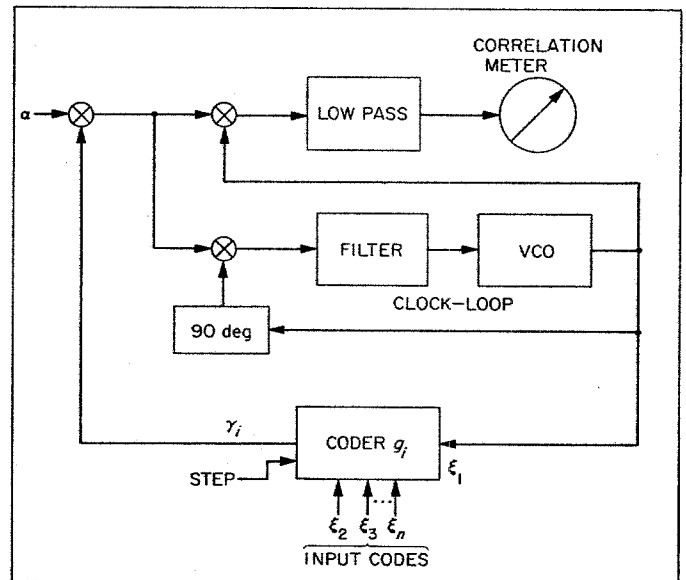 CORRELATION
METER
α
LOW PASS
FILTER
VCO
CLOCK–LOOP
90 deg
γi
CODER gi
ξ1
STEP
ξ2 ξ3 ... ξn
INPUT CODES